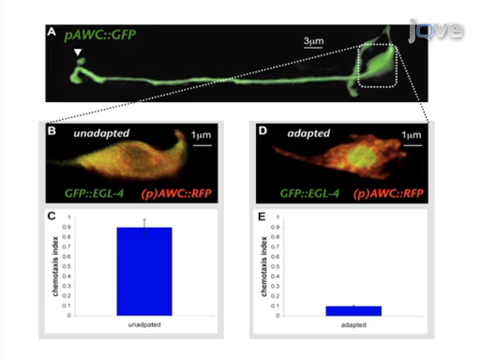 jove
A
pAWC::GFP
3μm
B
unadapted
1μm
GFP::EGL-4 (p)AWC::RFP
D
adapted
1μm
GFP::EGL-4 (p)AWC::RFP
C
chemotaxis index
1
0.9
0.8
0.7
0.6
0.5
0.4
0.3
0.2
0.1
0
unadpated
E
chemotaxis index
1
0.9
0.8
0.7
0.6
0.5
0.4
0.3
0.2
0.1
0
adapted